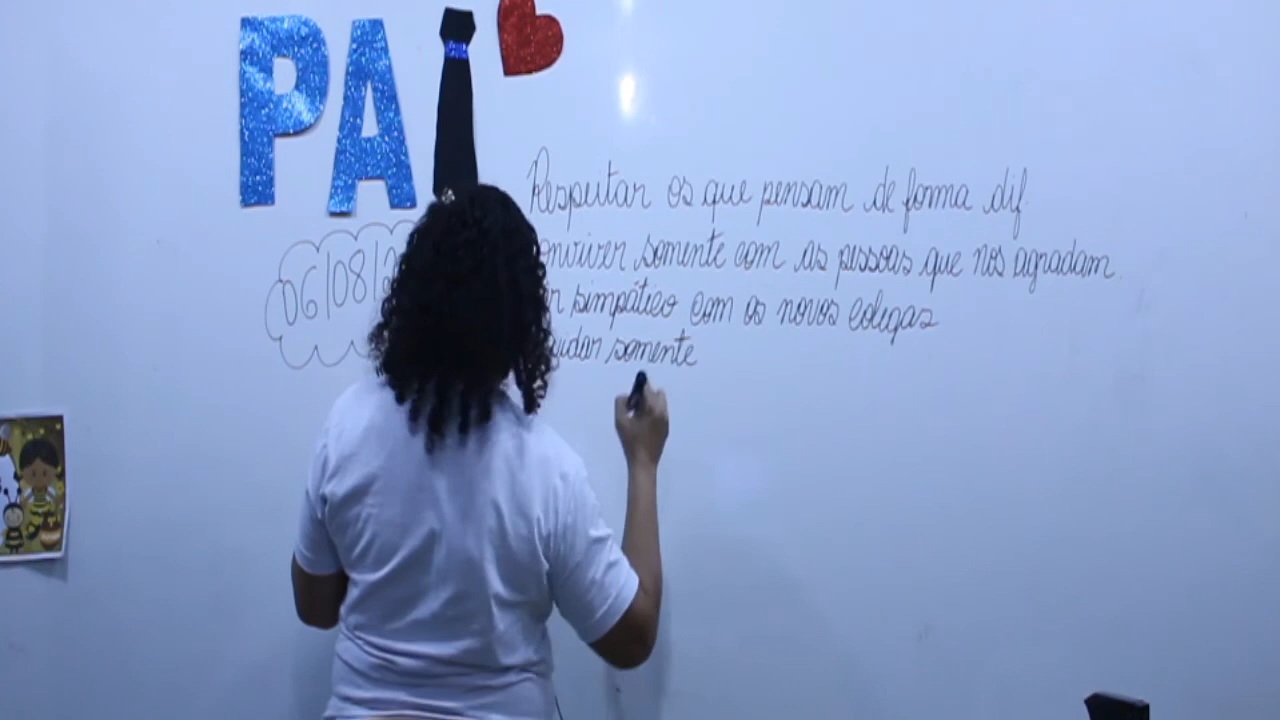 PAI
06/08/2
Respeitar os que pensam de forma dif
onviver somente com as pessoas que nos agradam.
r simpático com os novos colegas
uidar somente